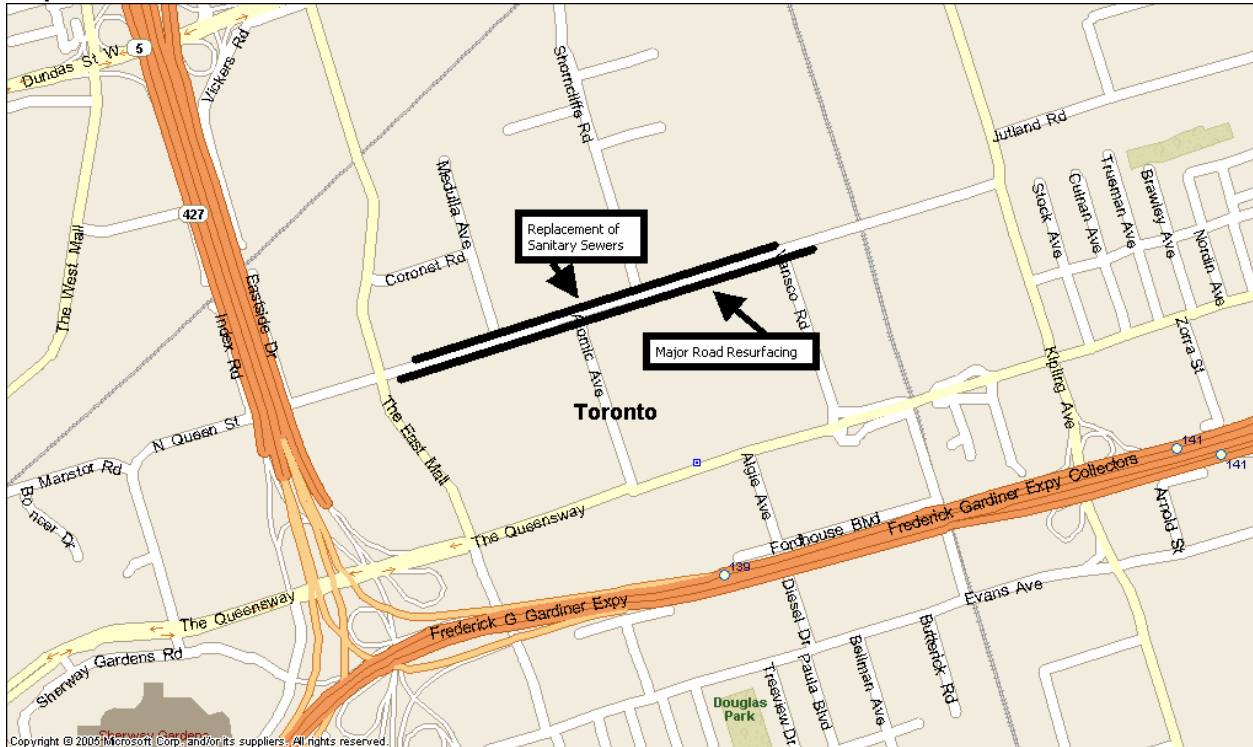 Dundas St W
5
Vickers Rd
Shorncliffe Rd
Jutland Rd
The West Mall
427
Medulla Ave
Replacement of
Sanitary Sewers
Coronet Rd
Stock Ave
Culnan Ave
Trueman Ave
Brawley Ave
Nordin Ave
Eastside Dr
Index Rd
Atomic Ave
Vansco Rd
Major Road Resurfacing
Zorra St
Kipling Ave
Toronto
The East Mall
N Queen St
Manstor Rd
Boncer Dr
141
141
Algie Ave
Frederick Gardiner Expy Collectors
Arnold St
The Queensway
Fordhouse Blvd
139
Evans Ave
The Queensway
Frederick G Gardiner Expy
Diesel Dr
Paula Blvd
Bellman Ave
Butterick Rd
Treeview Dr
Sherway Gardens Rd
Douglas
Park
Sherway Gardens
Copyright © 2005 Microsoft Corp. and/or its suppliers. All rights reserved.